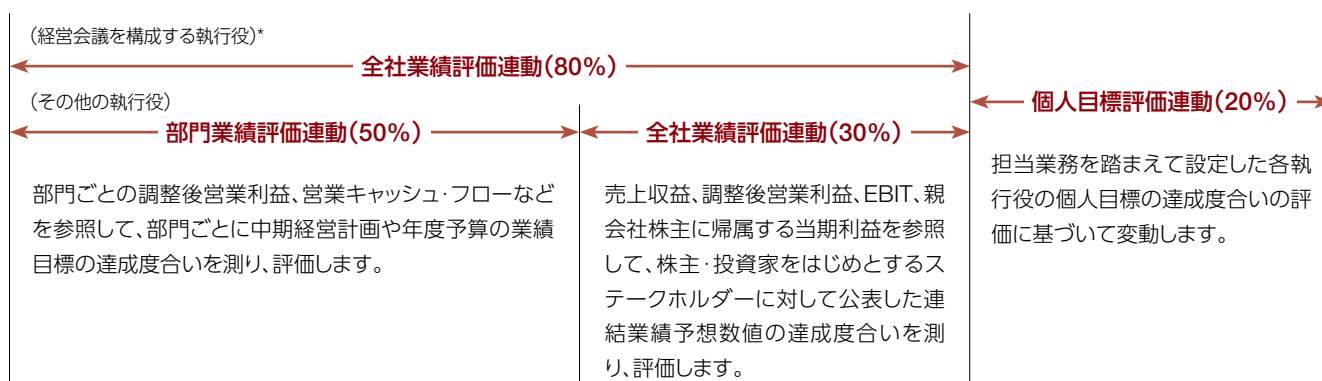 (経営会議を構成する執行役)*
全社業績評価連動(80%)
(その他の執行役)
部門業績評価連動(50%)
全社業績評価連動(30%)
個人目標評価連動(20%)
部門ごとの調整後営業利益、営業キャッシュ・フローなど
を参照して、部門ごとに中期経営計画や年度予算の業績
目標の達成度合いを測り、評価します。
売上収益、調整後営業利益、EBIT、親
会社株主に帰属する当期利益を参照
して、株主・投資家をはじめとするス
テークホルダーに対して公表した連
結業績予想数値の達成度合いを測
り、評価します。
担当業務を踏まえて設定した各執
行役の個人目標の達成度合いの評
価に基づいて変動します。